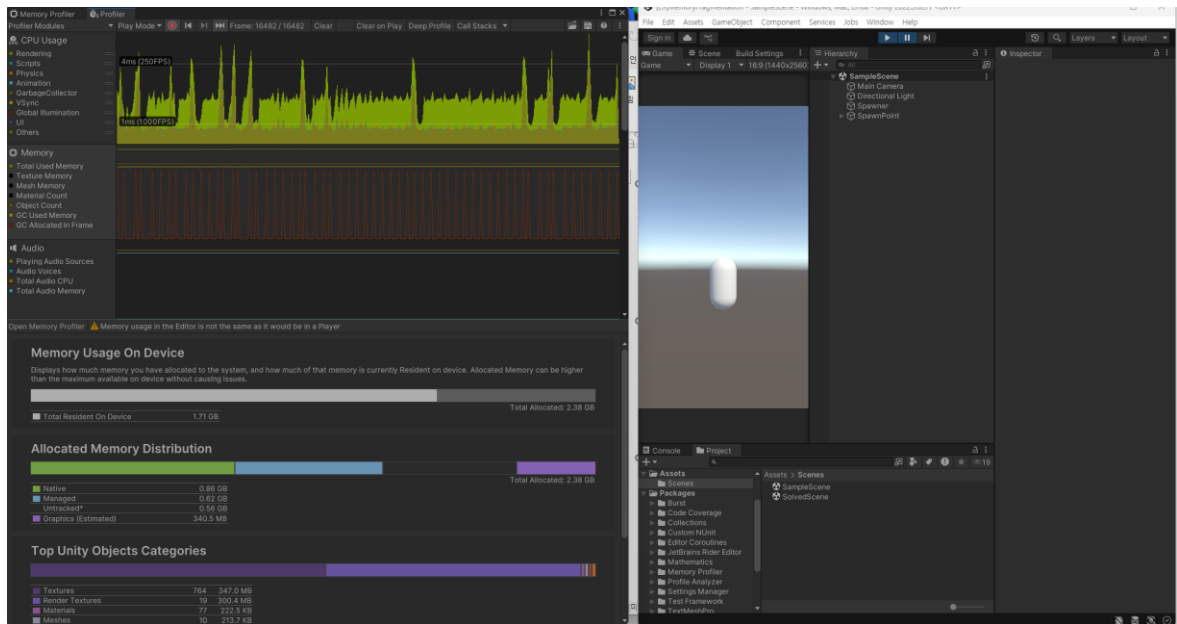 Memory Profiler Profiler
Profiler Modules Play Mode Frame: 16482 / 16482 Clear Clear on Play Deep Profile Call Stacks
CPU Usage
Rendering
Scripts
Physics
Animation
GarbageCollector
VSync
Global Illumination
UI
Others
4ms (250FPS)
1ms (1000FPS)
Memory
Total Used Memory
Texture Memory
Mesh Memory
Material Count
Object Count
GC Used Memory
GC Allocated In Frame
Audio
Playing Audio Sources
Audio Voices
Total Audio CPU
Total Audio Memory
Open Memory Profiler Memory usage in the Editor is not the same as it would be in a Player
Memory Usage On Device
Displays how much memory you have allocated to the system, and how much of that memory is currently Resident on device. Allocated Memory can be higher
than the maximum available on device without causing issues.
Total Allocated: 2.38 GB
Total Resident On Device 1.71 GB
Allocated Memory Distribution
Total Allocated: 2.38 GB
Native 0.86 GB
Managed 0.62 GB
Untracked* 0.56 GB
Graphics (Estimated) 340.5 MB
Top Unity Objects Categories
Textures 764 347.0 MB
Render Textures 19 300.4 MB
Materials 77 222.5 KB
Meshes 10 213.7 KB
File Edit Assets GameObject Component Services Jobs Window Help
Sign in Layers Layout
Game Scene Build Settings
Game Display 1 16:9 (1440x2560)
Hierarchy
All
SampleScene
Main Camera
Directional Light
Spawner
SpawnPoint
Inspector
Console Project
19
Assets
Scenes
Packages
Burst
Code Coverage
Collections
Custom NUnit
Editor Coroutines
JetBrains Rider Editor
Mathematics
Memory Profiler
Profile Analyzer
Settings Manager
Test Framework
TextMeshPro
Assets > Scenes
SampleScene
SolvedScene